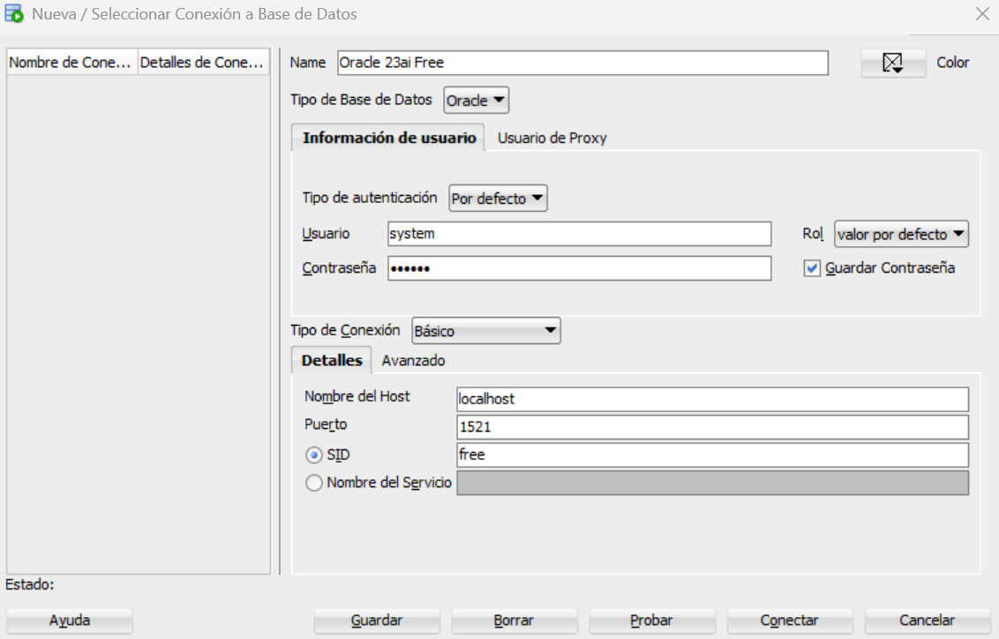 Nueva / Seleccionar Conexión a Base de Datos
Nombre de Cone... Detalles de Cone...
Name Oracle 23ai Free Color
Tipo de Base de Datos Oracle
Información de usuario Usuario de Proxy
Tipo de autenticación Por defecto
Usuario system Rol valor por defecto
Contraseña •••••• Guardar Contraseña
Tipo de Conexión Básico
Detalles Avanzado
Nombre del Host localhost
Puerto 1521
SID free
Nombre del Servicio
Estado:
Ayuda Guardar Borrar Probar Conectar Cancelar